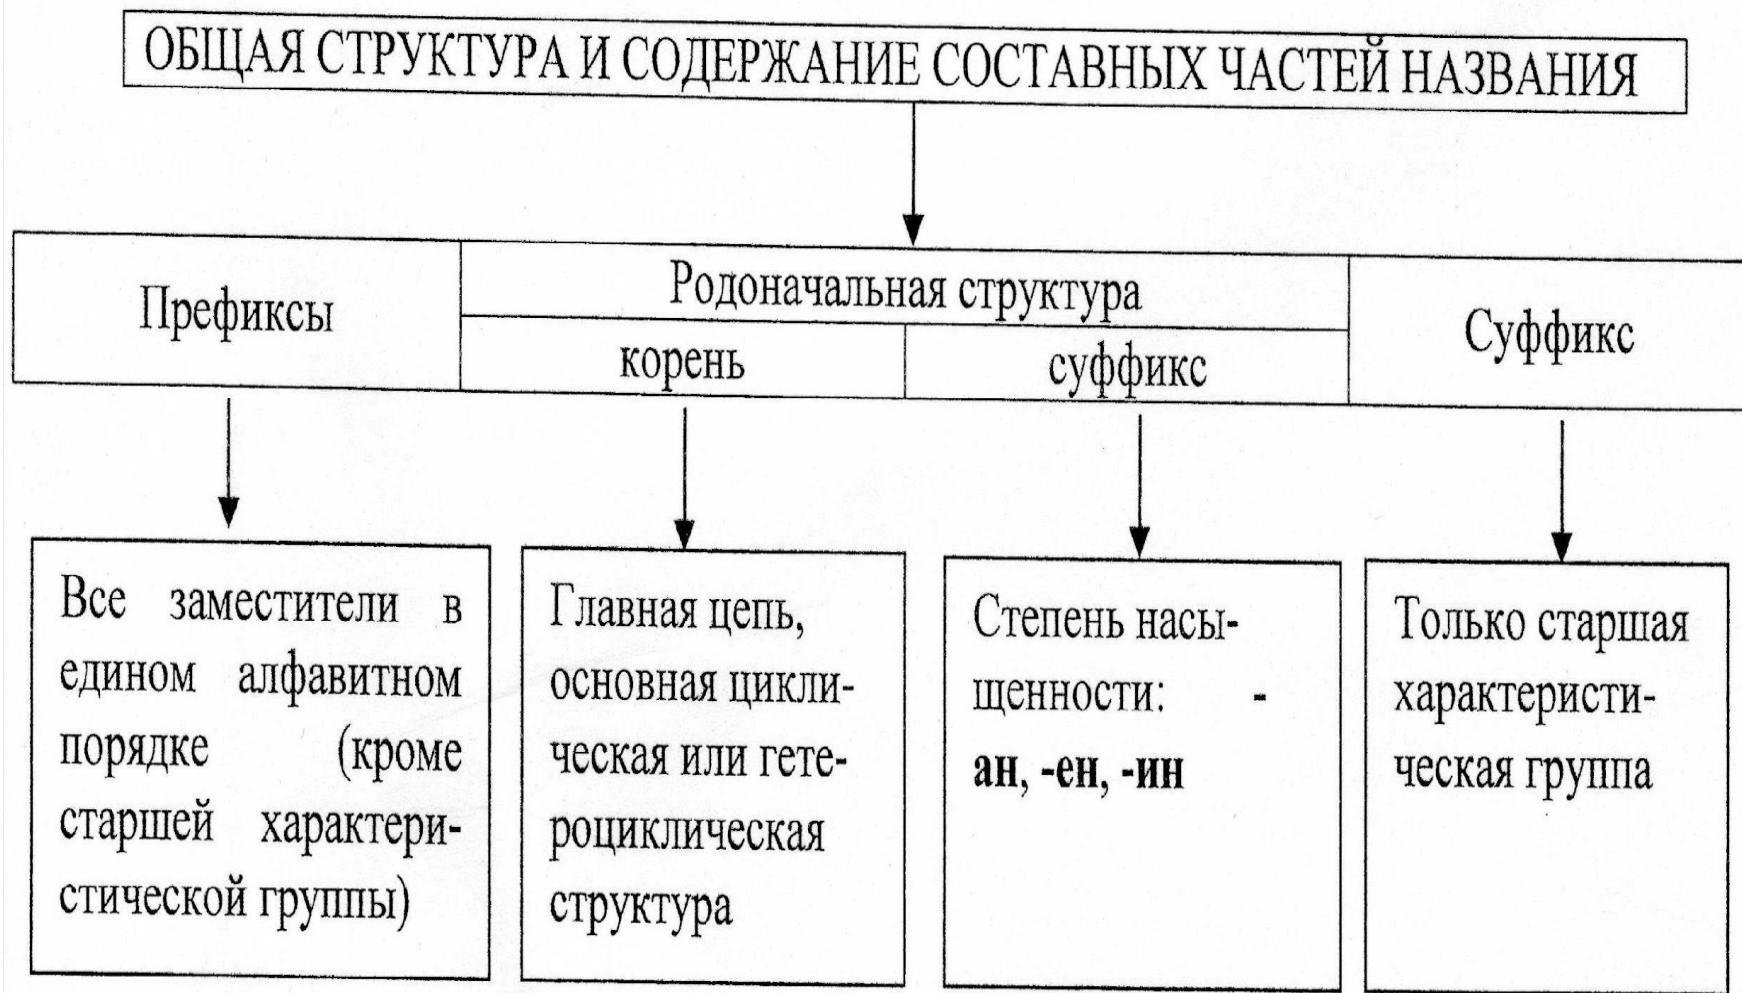 ОБЩАЯ СТРУКТУРА И СОДЕРЖАНИЕ СОСТАВНЫХ ЧАСТЕЙ НАЗВАНИЯ
Префиксы
Родоначальная структура
корень
суффикс
Суффикс
Все заместители в
едином алфавитном
порядке (кроме
старшей характери-
стической группы)
Главная цепь,
основная цикли-
ческая или гете-
роциклическая
структура
Степень насы-
щенности: -
ан, -ен, -ин
Только старшая
характеристи-
ческая группа